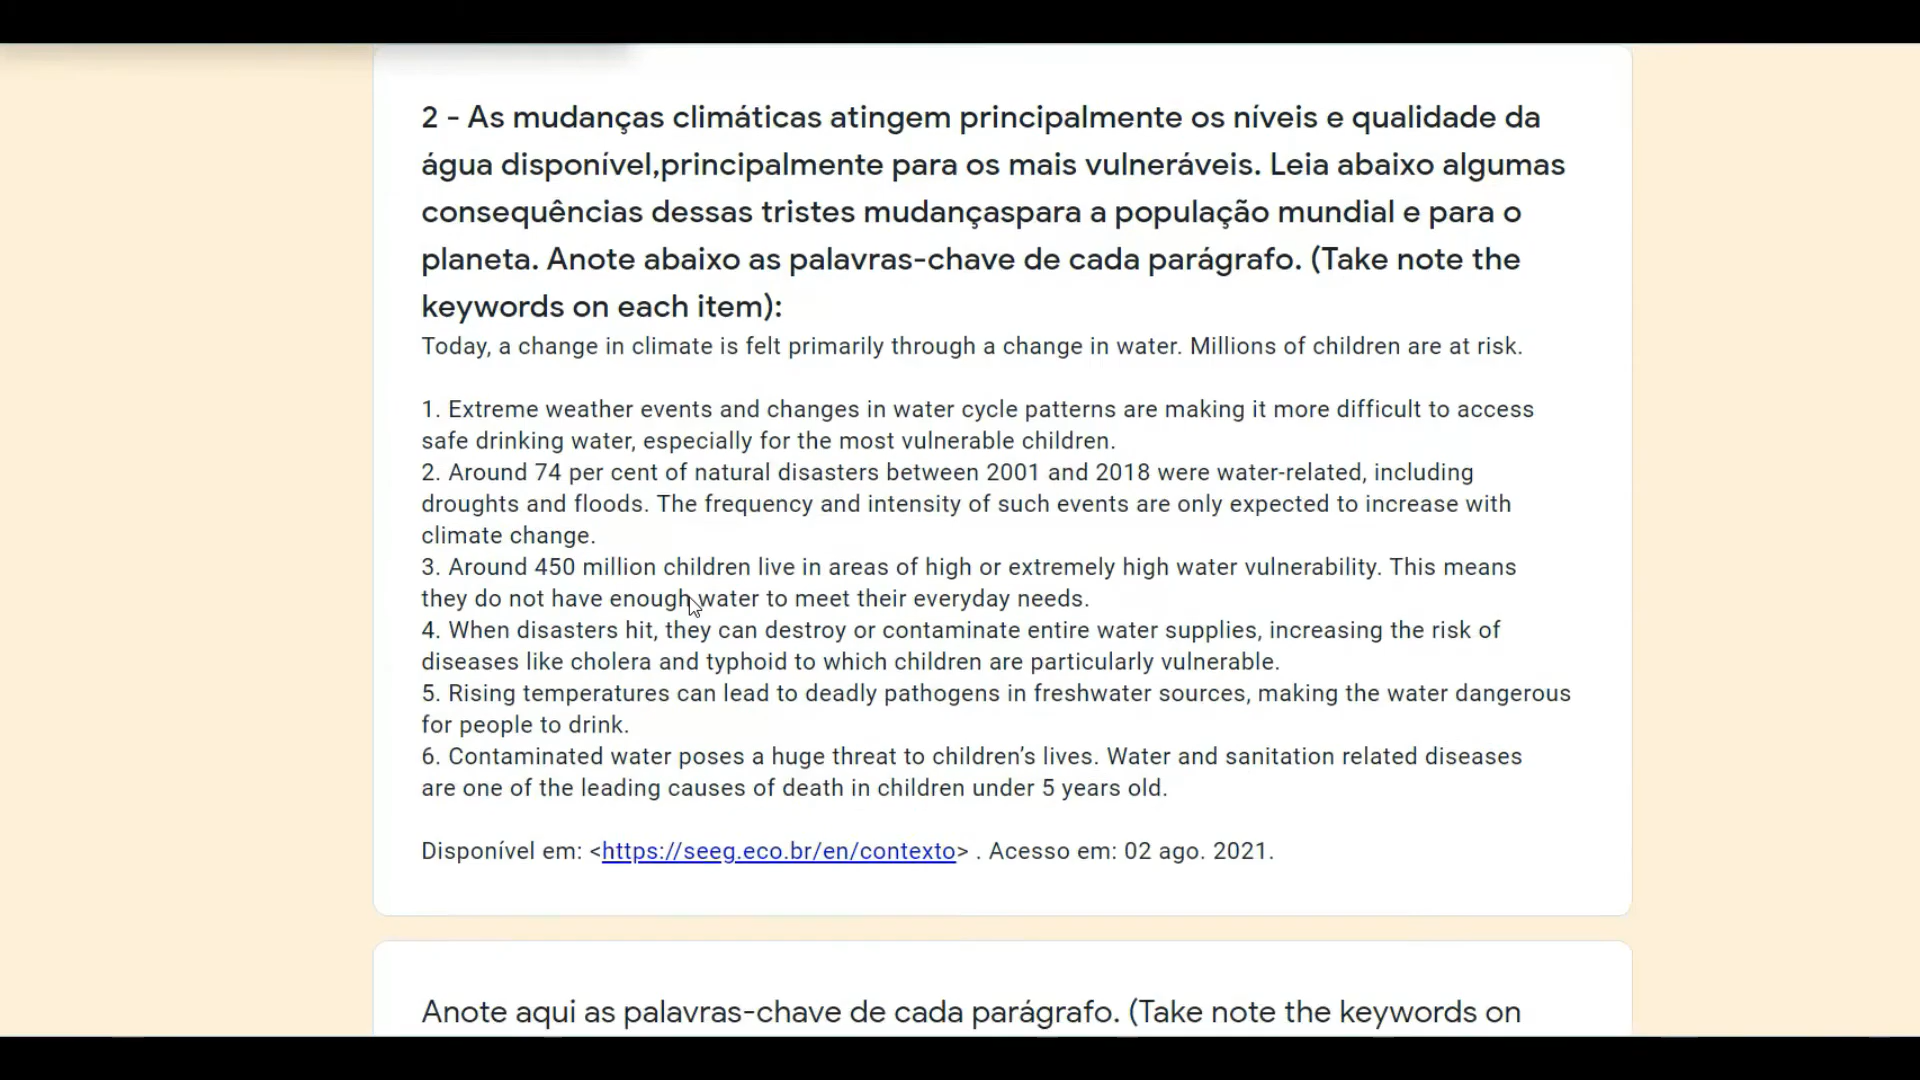 2 - As mudanças climáticas atingem principalmente os níveis e qualidade da
água disponível,principalmente para os mais vulneráveis. Leia abaixo algumas
consequências dessas tristes mudançaspara a população mundial e para o
planeta. Anote abaixo as palavras-chave de cada parágrafo. (Take note the
keywords on each item):
Today, a change in climate is felt primarily through a change in water. Millions of children are at risk.
1. Extreme weather events and changes in water cycle patterns are making it more difficult to access
safe drinking water, especially for the most vulnerable children.
2. Around 74 per cent of natural disasters between 2001 and 2018 were water-related, including
droughts and floods. The frequency and intensity of such events are only expected to increase with
climate change.
3. Around 450 million children live in areas of high or extremely high water vulnerability. This means
they do not have enough water to meet their everyday needs.
4. When disasters hit, they can destroy or contaminate entire water supplies, increasing the risk of
diseases like cholera and typhoid to which children are particularly vulnerable.
5. Rising temperatures can lead to deadly pathogens in freshwater sources, making the water dangerous
for people to drink.
6. Contaminated water poses a huge threat to children’s lives. Water and sanitation related diseases
are one of the leading causes of death in children under 5 years old.
Disponível em: <https://seeg.eco.br/en/contexto> . Acesso em: 02 ago. 2021.
Anote aqui as palavras-chave de cada parágrafo. (Take note the keywords on